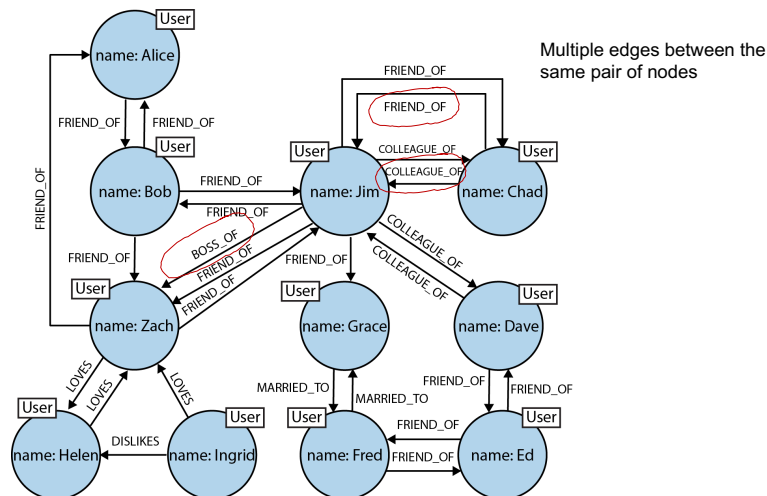 User
name: Alice
Multiple edges between the
same pair of nodes
FRIEND_OF
FRIEND_OF
FRIEND_OF
FRIEND_OF
FRIEND_OF
User
User
User
COLLEAGUE_OF
COLLEAGUE_OF
name: Bob
FRIEND_OF
name: Jim
name: Chad
FRIEND_OF
FRIEND_OF
BOSS_OF
FRIEND_OF
FRIEND_OF
FRIEND_OF
COLLEAGUE_OF
COLLEAGUE_OF
User
User
User
name: Zach
name: Grace
name: Dave
LOVES
LOVES
LOVES
MARRIED_TO
MARRIED_TO
FRIEND_OF
FRIEND_OF
User
User
User
User
DISLIKES
FRIEND_OF
name: Helen
name: Ingrid
name: Fred
FRIEND_OF
name: Ed